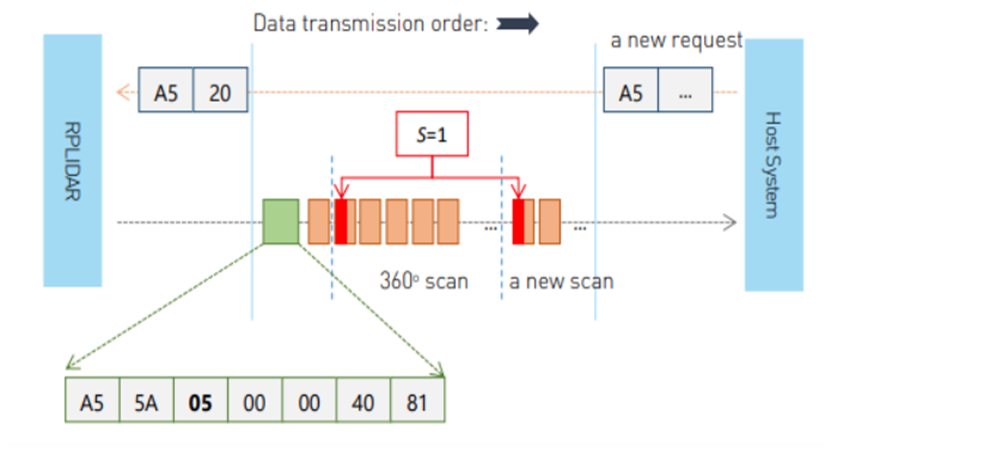 Data transmission order:
a new request
A5 20
A5 ...
RPLIDAR
Host System
S=1
... ...
360º scan
a new scan
A5 5A 05 00 00 40 81